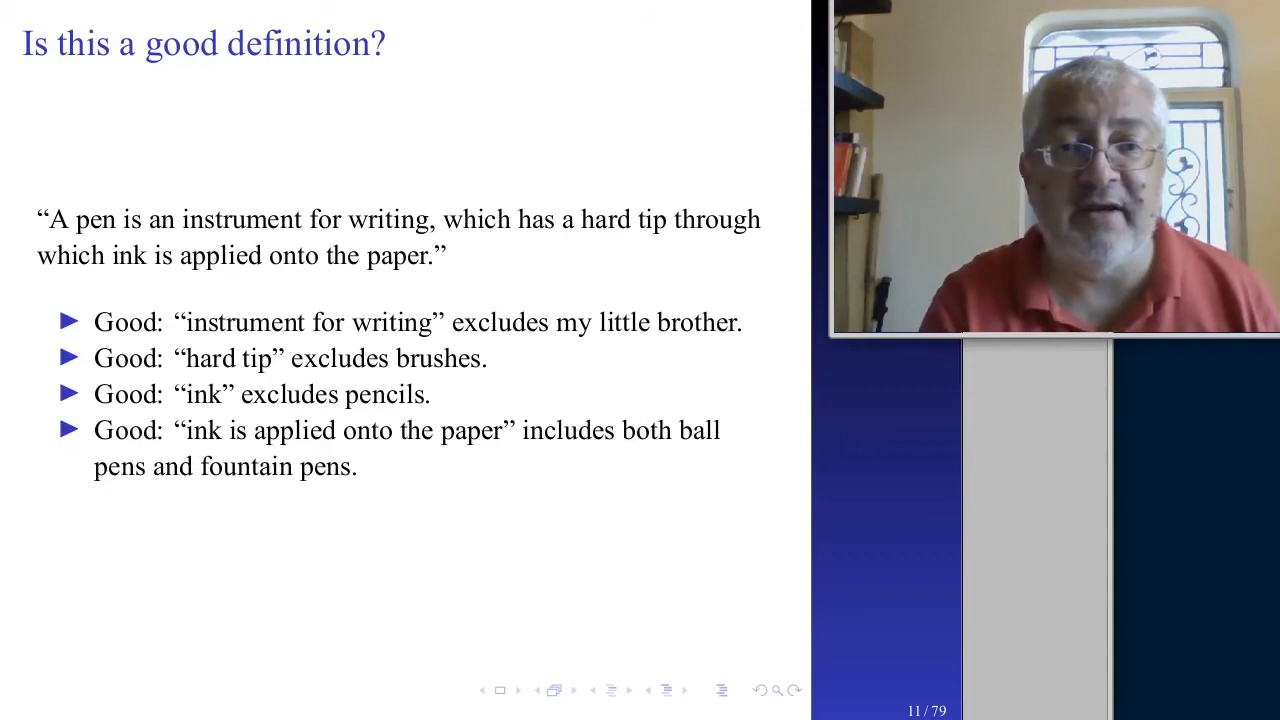 Is this a good definition?
“A pen is an instrument for writing, which has a hard tip through
which ink is applied onto the paper.”
Good: “instrument for writing” excludes my little brother.
Good: “hard tip” excludes brushes.
Good: “ink” excludes pencils.
Good: “ink is applied onto the paper” includes both ball
pens and fountain pens.
11 / 79